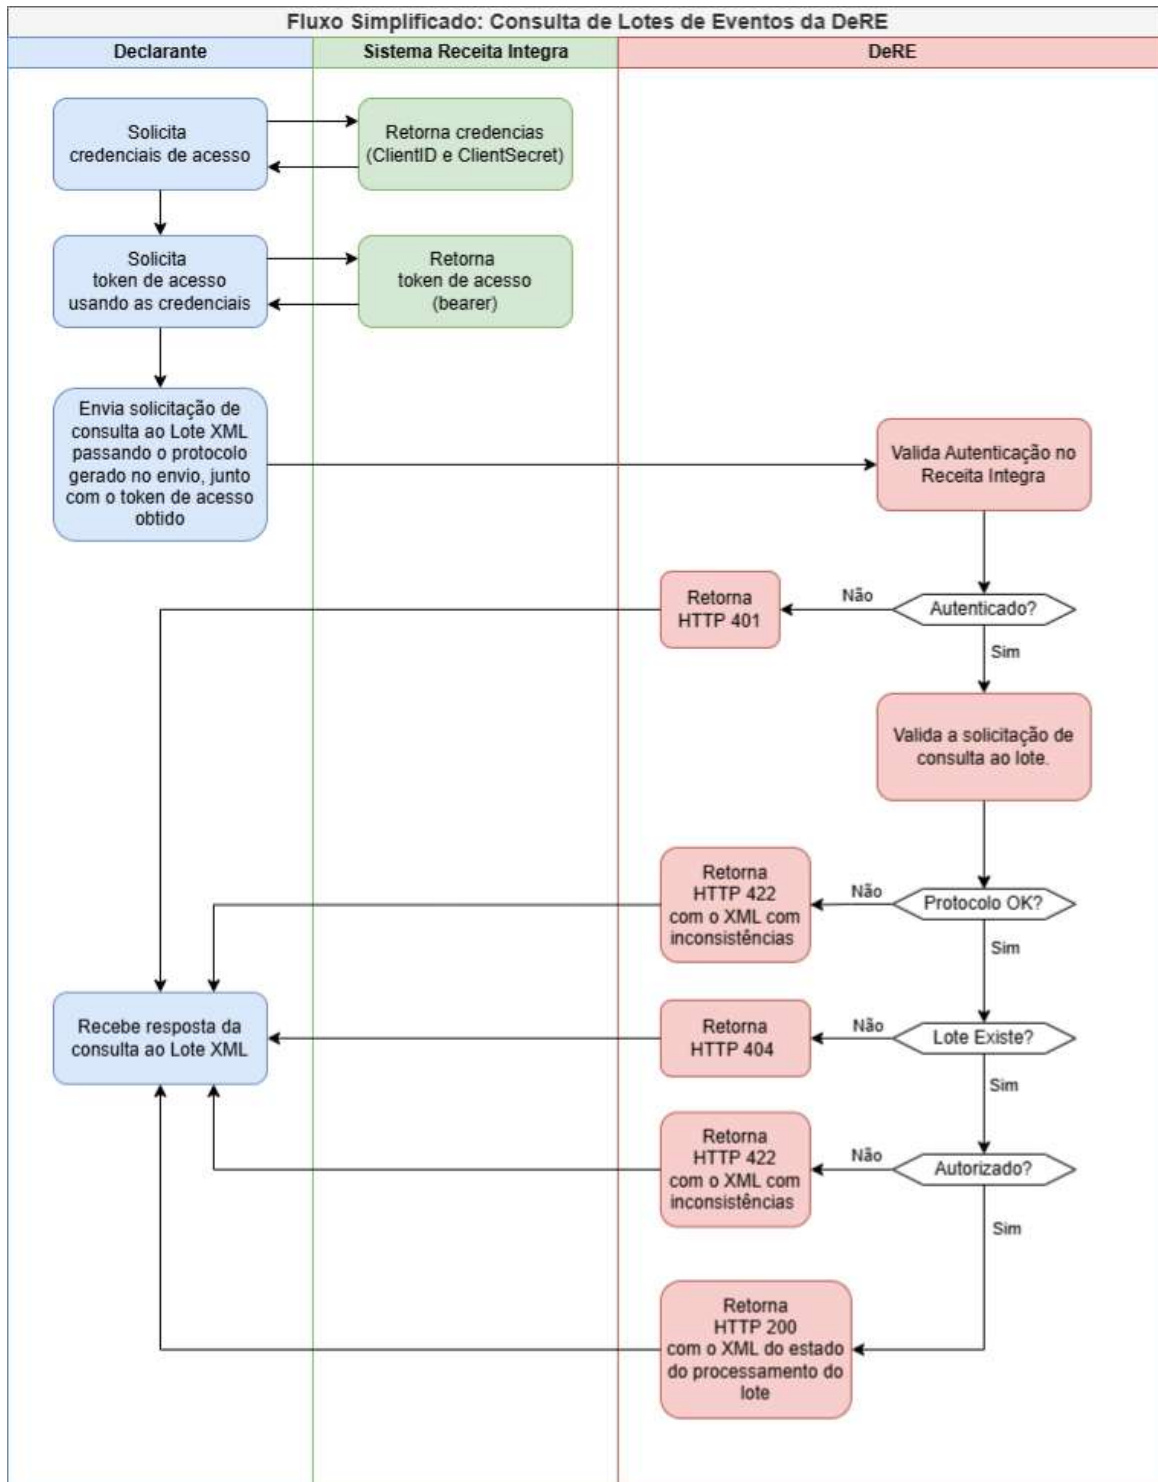 Fluxo Simplificado: Consulta de Lotes de Eventos da DeRE
Declarante
Sistema Receita Integra
DeRE
Solicita
credenciais de acesso
Retorna credencias
(ClientID e ClientSecret)
Solicita
token de acesso
usando as credenciais
Retorna
token de acesso
(bearer)
Envia solicitação de
consulta ao Lote XML
passando o protocolo
gerado no envio, junto
com o token de acesso
obtido
Valida Autenticação no
Receita Integra
Autenticado?
Não
Retorna
HTTP 401
Sim
Valida a solicitação de
consulta ao lote.
Protocolo OK?
Não
Retorna
HTTP 422
com o XML com
inconsistências
Sim
Lote Existe?
Não
Retorna
HTTP 404
Recebe resposta da
consulta ao Lote XML
Sim
Autorizado?
Não
Retorna
HTTP 422
com o XML com
inconsistências
Sim
Retorna
HTTP 200
com o XML do estado
do processamento do
lote